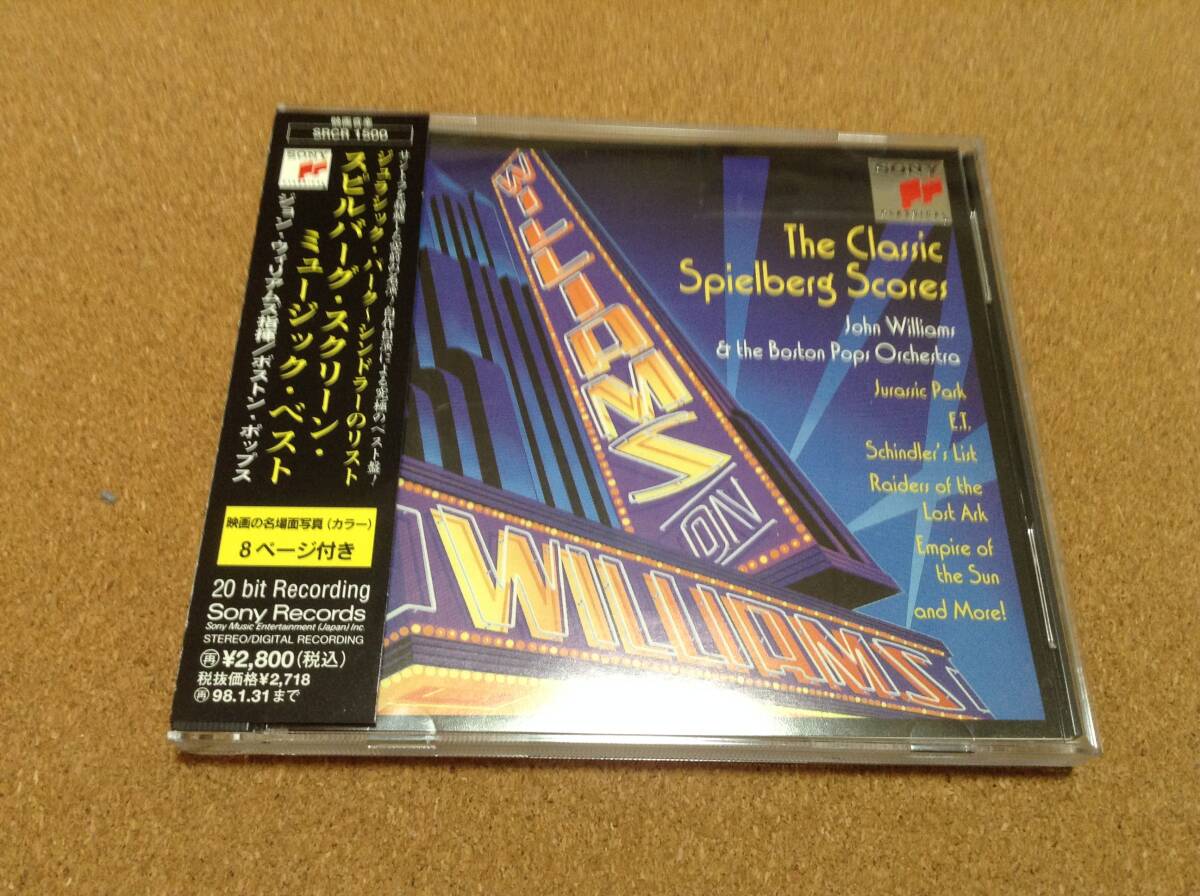 映画音楽
SRCR 1500
SONY
ジュラシック・パーク～シンドラーのリスト
スピルバーグ・スクリーン・
ミュージック・ベスト
ジョン・ウィリアムズ指揮／ボストン・ポップス
映画の名場面写真（カラー）
8ページ付き
20 bit Recording
Sony Records
Sony Music Entertainment (Japan) Inc.
STEREO/DIGITAL RECORDING
再¥2,800(税込)
税抜価格¥2,718
再98.1.31まで
WILLIAMS
ON
WILLIAMS
SONY
CLASSICAL
The Classic
Spielberg Scores
John Williams
& the Boston Pops Orchestra
Jurassic Park
E.T.
Schindler's List
Raiders of the
Lost Ark
Empire of
the Sun
and More!